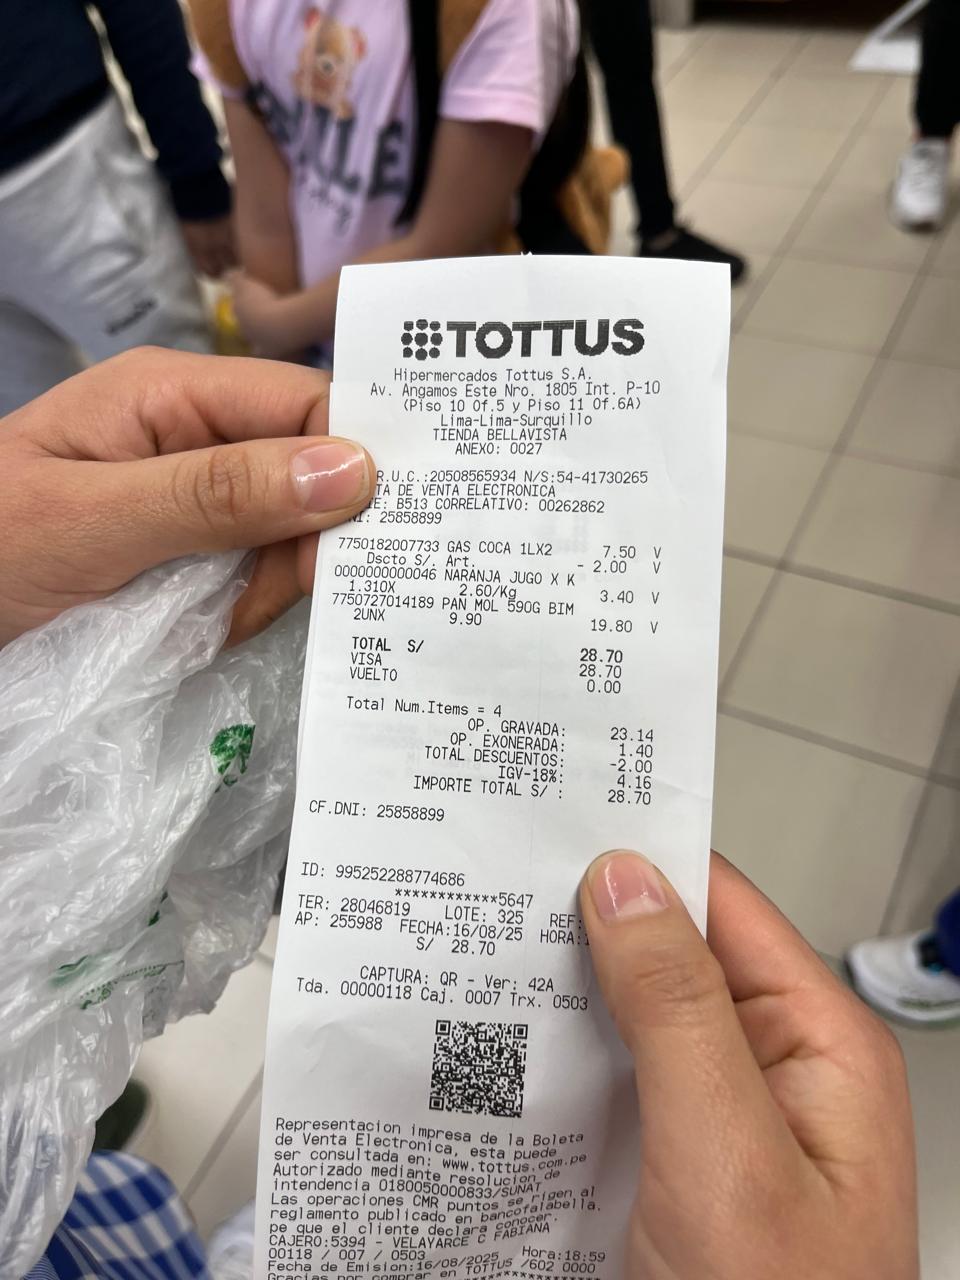 TOTTUS
Hipermercados Tottus S.A.
Av. Angamos Este Nro. 1805 Int. P-10
(Piso 10 Of.5 y Piso 11 Of.6A)
Lima-Lima-Surquillo
TIENDA BELLAVISTA
ANEXO: 0027
R.U.C.:20508565934 N/S:54-41730265
TA DE VENTA ELECTRONICA
IE: B513 CORRELATIVO: 00262862
NI: 25858899
7750182007733 GAS COCA 1LX2 7.50 V
Dscto S/. Art. - 2.00 V
0000000000046 NARANJA JUGO X K
1.310X 2.60/Kg 3.40 V
7750727014189 PAN MOL 590G BIM
2UNX 9.90 19.80 V
TOTAL S/ 28.70
VISA 28.70
VUELTO 0.00
Total Num.Items = 4
OP. GRAVADA: 23.14
OP. EXONERADA: 1.40
TOTAL DESCUENTOS: -2.00
IGV-18%: 4.16
IMPORTE TOTAL S/ : 28.70
CF.DNI: 25858899
ID: 995252288774686
************5647
TER: 28046819 LOTE: 325 REF:
AP: 255988 FECHA:16/08/25 HORA:
S/ 28.70
CAPTURA: QR - Ver: 42A
Tda. 00000118 Caj. 0007 Trx. 0503
Representacion impresa de la Boleta
de Venta Electronica, esta puede
ser consultada en: www.tottus.com.pe
Autorizado mediante resolucion de
intendencia 0180050000833/SUNAT
Las operaciones CMR puntos se rigen al
reglamento publicado en bancofalabella.
pe que el cliente declara conocer.
CAJERO:5394 - VELAYARCE C FABIANA
00118 / 007 / 0503 Hora:18:59
Fecha de Emision:16/08/2025 /602 0000
Gracias por comprar en TOTTUS